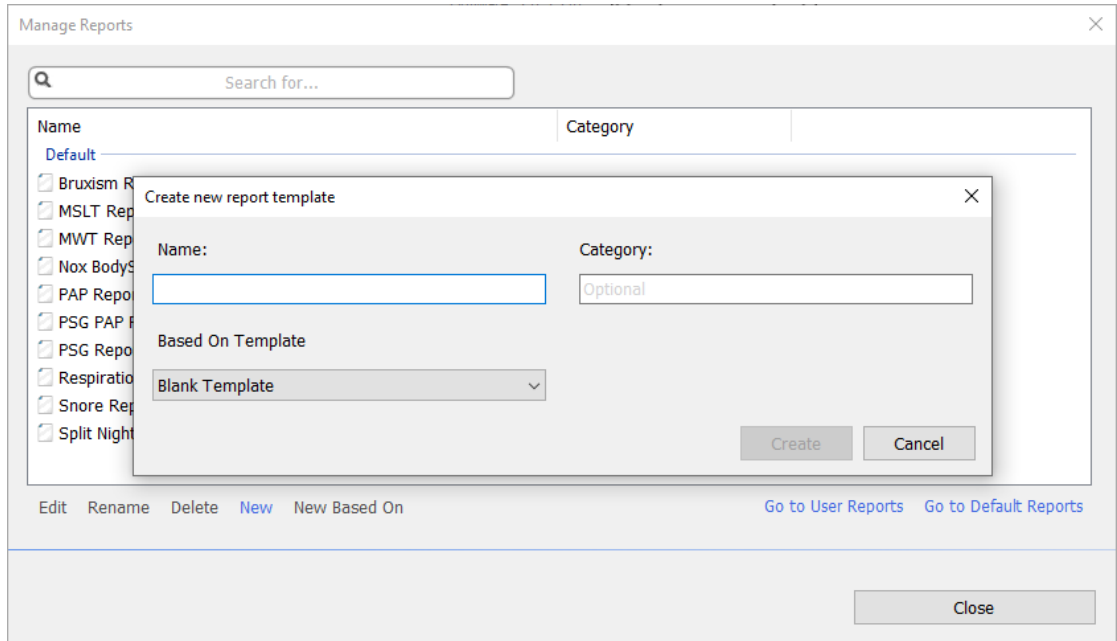 Manage Reports
Search for...
Name Category
Default
Bruxism R
MSLT Rep
MWT Rep
Nox BodyS
PAP Repor
PSG PAP
PSG Repo
Respiratio
Snore Rep
Split Night
Create new report template
Name: Category:
Optional
Based On Template
Blank Template
Create Cancel
Edit Rename Delete New New Based On Go to User Reports Go to Default Reports
Close